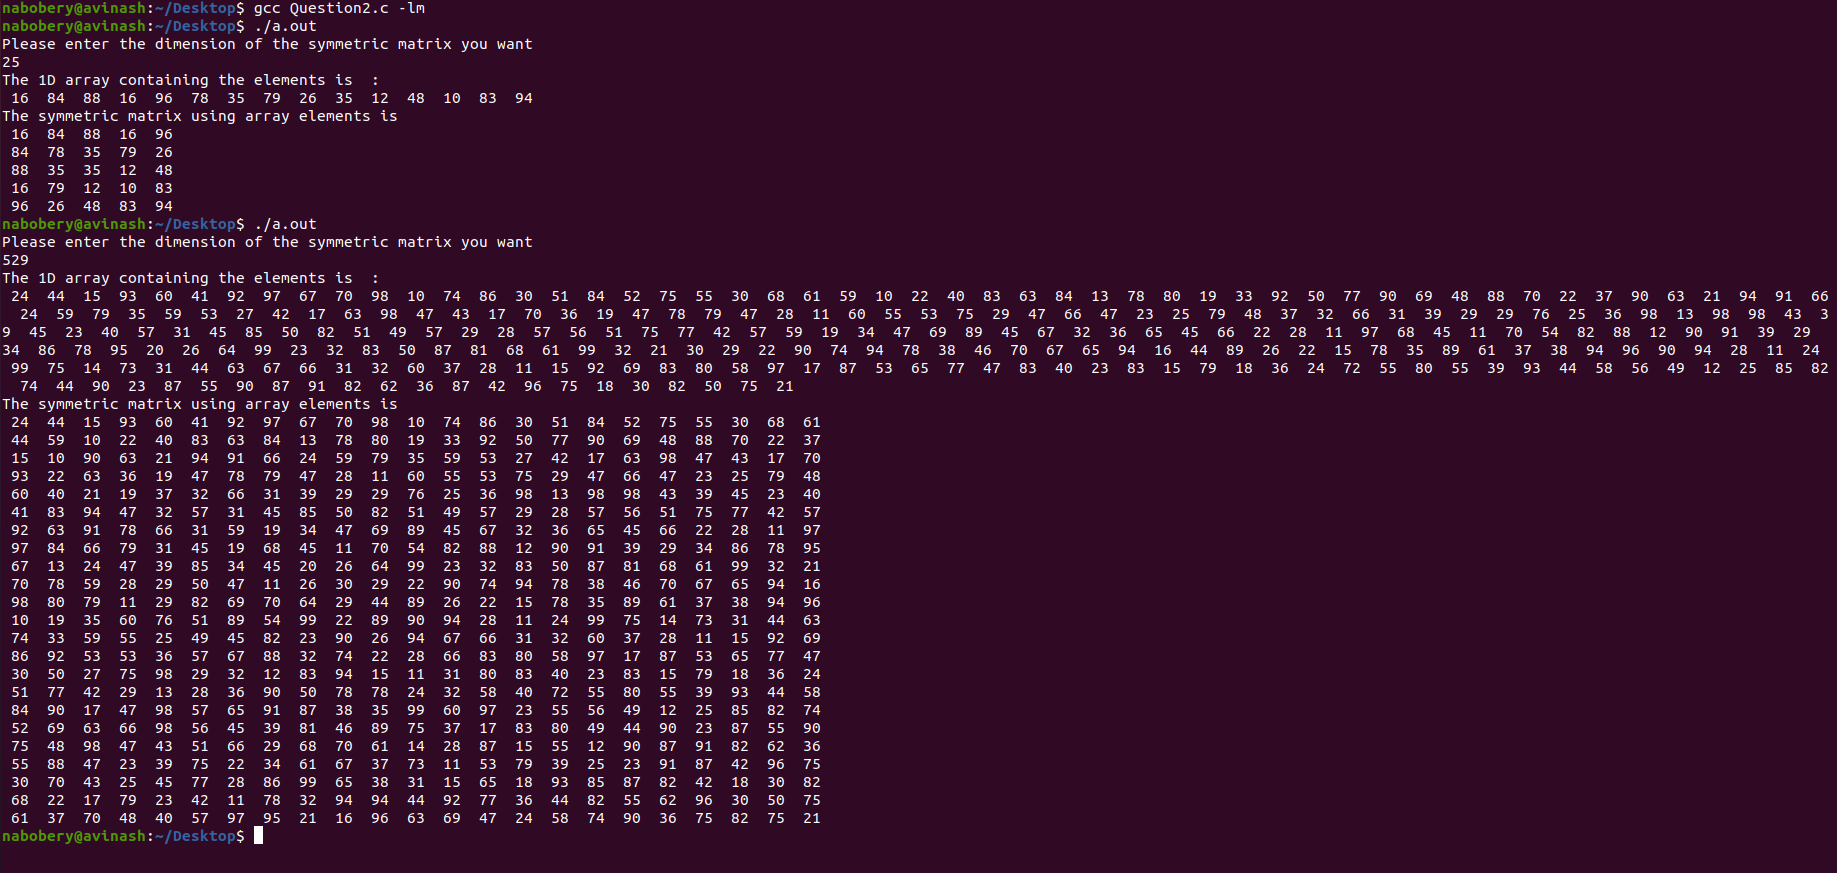 nabobery@avinash:~/Desktop$ gcc Question2.c -lm
nabobery@avinash:~/Desktop$ ./a.out
Please enter the dimension of the symmetric matrix you want
25
The 1D array containing the elements is  :
 16  84  88  16  96  78  35  79  26  35  12  48  10  83  94
The symmetric matrix using array elements is
 16  84  88  16  96
 84  78  35  79  26
 88  35  35  12  48
 16  79  12  10  83
 96  26  48  83  94
nabobery@avinash:~/Desktop$ ./a.out
Please enter the dimension of the symmetric matrix you want
529
The 1D array containing the elements is  :
 24  44  15  93  60  41  92  97  67  70  98  10  74  86  30  51  84  52  75  55  30  68  61  59  10  22  40  83  63  84  13  78  80  19  33  92  50  77  90  69  48  88  70  22  37  90  63  21  94  91  66
  24  59  79  35  59  53  27  42  17  63  98  47  43  17  70  36  19  47  78  79  47  28  11  60  55  53  75  29  47  66  47  23  25  79  48  37  32  66  31  39  29  29  76  25  36  98  13  98  98  43  3
9  45  23  40  57  31  45  85  50  82  51  49  57  29  28  57  56  51  75  77  42  57  59  19  34  47  69  89  45  67  32  36  65  45  66  22  28  11  97  68  45  11  70  54  82  88  12  90  91  39  29
34  86  78  95  20  26  64  99  23  32  83  50  87  81  68  61  99  32  21  30  29  22  90  74  94  78  38  46  70  67  65  94  16  44  89  26  22  15  78  35  89  61  37  38  94  96  90  94  28  11  24
 99  75  14  73  31  44  63  67  66  31  32  60  37  28  11  15  92  69  83  80  58  97  17  87  53  65  77  47  83  40  23  83  15  79  18  36  24  72  55  80  55  39  93  44  58  56  49  12  25  85  82
  74  44  90  23  87  55  90  87  91  82  62  36  87  42  96  75  18  30  82  50  75  21
The symmetric matrix using array elements is
 24  44  15  93  60  41  92  97  67  70  98  10  74  86  30  51  84  52  75  55  30  68  61
 44  59  10  22  40  83  63  84  13  78  80  19  33  92  50  77  90  69  48  88  70  22  37
 15  10  90  63  21  94  91  66  24  59  79  35  59  53  27  42  17  63  98  47  43  17  70
 93  22  63  36  19  47  78  79  47  28  11  60  55  53  75  29  47  66  47  23  25  79  48
 60  40  21  19  37  32  66  31  39  29  29  76  25  36  98  13  98  98  43  39  45  23  40
 41  83  94  47  32  57  31  45  85  50  82  51  49  57  29  28  57  56  51  75  77  42  57
 92  63  91  78  66  31  59  19  34  47  69  89  45  67  32  36  65  45  66  22  28  11  97
 97  84  66  79  31  45  19  68  45  11  70  54  82  88  12  90  91  39  29  34  86  78  95
 67  13  24  47  39  85  34  45  20  26  64  99  23  32  83  50  87  81  68  61  99  32  21
 70  78  59  28  29  50  47  11  26  30  29  22  90  74  94  78  38  46  70  67  65  94  16
 98  80  79  11  29  82  69  70  64  29  44  89  26  22  15  78  35  89  61  37  38  94  96
 10  19  35  60  76  51  89  54  99  22  89  90  94  28  11  24  99  75  14  73  31  44  63
 74  33  59  55  25  49  45  82  23  90  26  94  67  66  31  32  60  37  28  11  15  92  69
 86  92  53  53  36  57  67  88  32  74  22  28  66  83  80  58  97  17  87  53  65  77  47
 30  50  27  75  98  29  32  12  83  94  15  11  31  80  83  40  23  83  15  79  18  36  24
 51  77  42  29  13  28  36  90  50  78  78  24  32  58  40  72  55  80  55  39  93  44  58
 84  90  17  47  98  57  65  91  87  38  35  99  60  97  23  55  56  49  12  25  85  82  74
 52  69  63  66  98  56  45  39  81  46  89  75  37  17  83  80  49  44  90  23  87  55  90
 75  48  98  47  43  51  66  29  68  70  61  14  28  87  15  55  12  90  87  91  82  62  36
 55  88  47  23  39  75  22  34  61  67  37  73  11  53  79  39  25  23  91  87  42  96  75
 30  70  43  25  45  77  28  86  99  65  38  31  15  65  18  93  85  87  82  42  18  30  82
 68  22  17  79  23  42  11  78  32  94  94  44  92  77  36  44  82  55  62  96  30  50  75
 61  37  70  48  40  57  97  95  21  16  96  63  69  47  24  58  74  90  36  75  82  75  21
nabobery@avinash:~/Desktop$